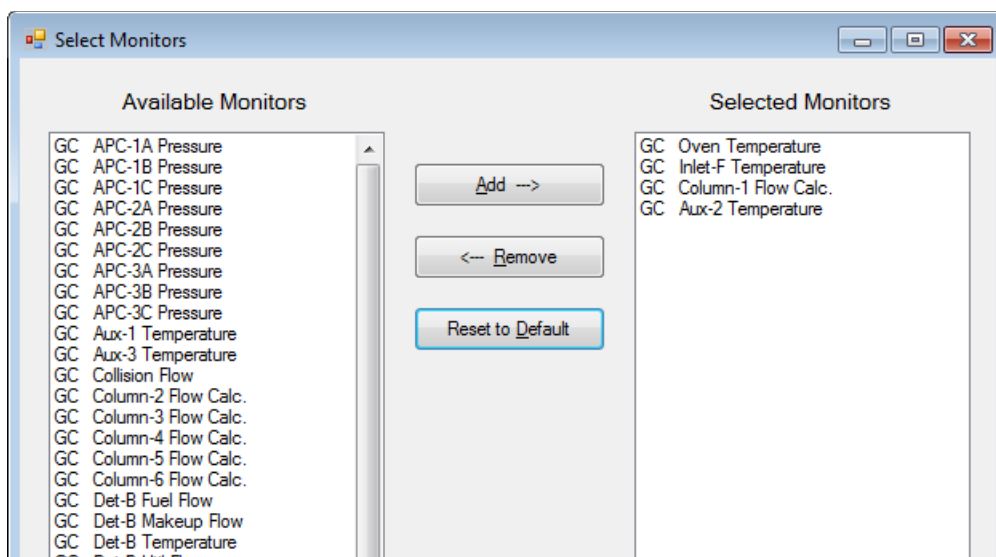 Select Monitors
Available Monitors
GC APC-1A Pressure
GC APC-1B Pressure
GC APC-1C Pressure
GC APC-2A Pressure
GC APC-2B Pressure
GC APC-2C Pressure
GC APC-3A Pressure
GC APC-3B Pressure
GC APC-3C Pressure
GC Aux-1 Temperature
GC Aux-3 Temperature
GC Collision Flow
GC Column-2 Flow Calc.
GC Column-3 Flow Calc.
GC Column-4 Flow Calc.
GC Column-5 Flow Calc.
GC Column-6 Flow Calc.
GC Det-B Fuel Flow
GC Det-B Makeup Flow
GC Det-B Temperature
Add --->
<--- Remove
Reset to Default
Selected Monitors
GC Oven Temperature
GC Inlet-F Temperature
GC Column-1 Flow Calc.
GC Aux-2 Temperature